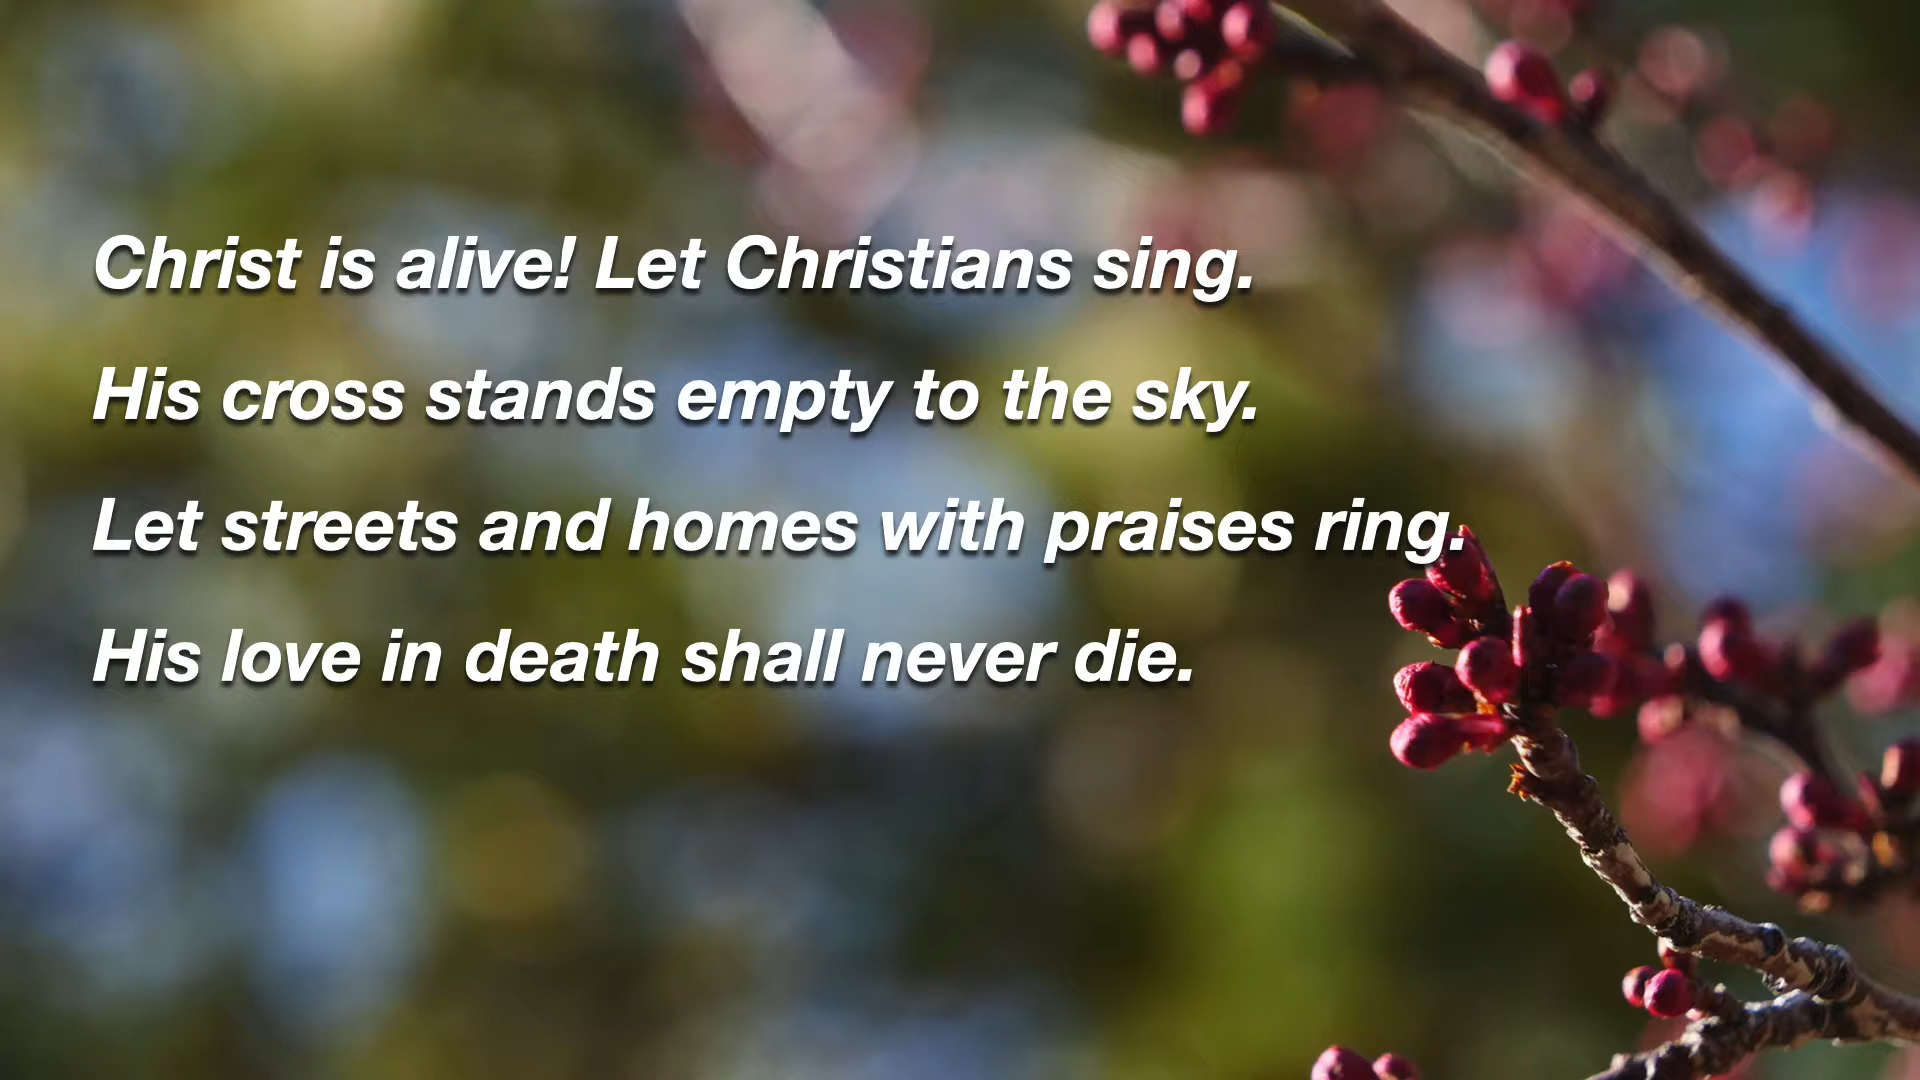 Christ is alive! Let Christians sing.
His cross stands empty to the sky.
Let streets and homes with praises ring.
His love in death shall never die.